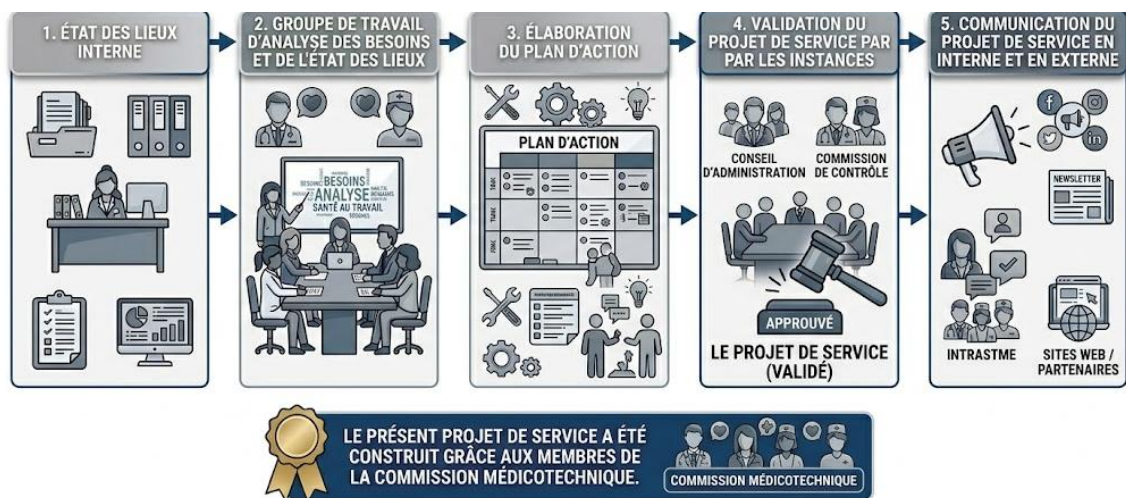 1. ÉTAT DES LIEUX
INTERNE
2. GROUPE DE TRAVAIL
D'ANALYSE DES BESOINS
ET DE L'ÉTAT DES LIEUX
BESOINS
ANALYSE
SANTÉ AU TRAVAIL
3. ÉLABORATION
DU PLAN D'ACTION
PLAN D'ACTION
4. VALIDATION DU
PROJET DE SERVICE PAR
PAR LES INSTANCES
CONSEIL
D'ADMINISTRATION
COMMISSION
DE CONTRÔLE
APPROUVÉ
LE PROJET DE SERVICE
(VALIDÉ)
5. COMMUNICATION DU
PROJET DE SERVICE EN
INTERNE ET EN EXTERNE
NEWSLETTER
INTRASTME
SITES WEB /
PARTENAIRES
LE PRÉSENT PROJET DE SERVICE A ÉTÉ
CONSTRUIT GRÂCE AUX MEMBRES DE
LA COMMISSION MÉDICOTECHNIQUE.
COMMISSION MÉDICOTECHNIQUE